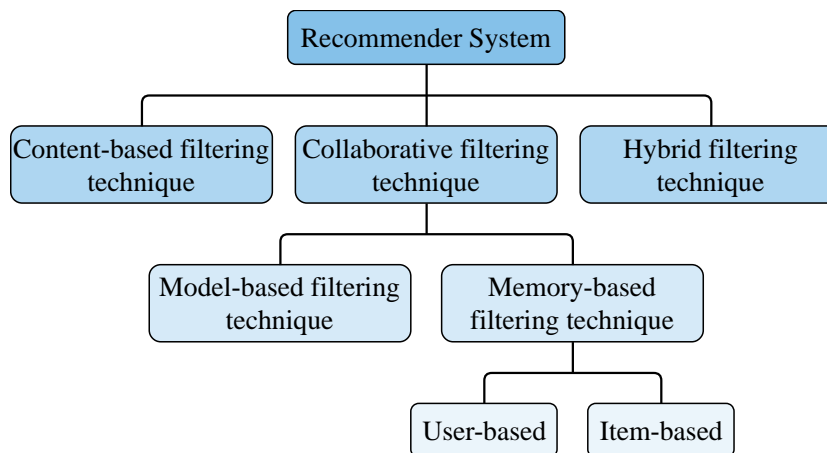 Recommender System
Content-based filtering
technique
Collaborative filtering
technique
Hybrid filtering
technique
Model-based filtering
technique
Memory-based
filtering technique
User-based
Item-based